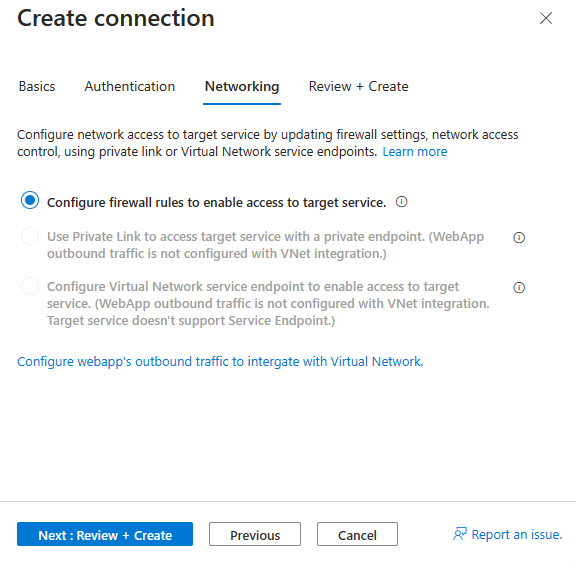 Create connection
Basics
Authentication
Networking
Review + Create
Configure network access to target service by updating firewall settings, network access
control, using private link or Virtual Network service endpoints. Learn more
Configure firewall rules to enable access to target service.
Use Private Link to access target service with a private endpoint. (WebApp
outbound traffic is not configured with VNet integration.)
Configure Virtual Network service endpoint to enable access to target
service. (WebApp outbound traffic is not configured with VNet integration.
Target service doesn't support Service Endpoint.)
Configure webapp's outbound traffic to intergate with Virtual Network.
Next : Review + Create
Previous
Cancel
Report an issue.